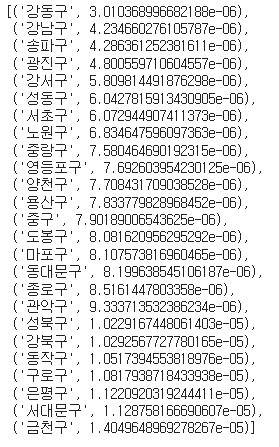 [('강동구', 3.010368996682188e-06),
('강남구', 4.234660276105787e-06),
('송파구', 4.286361252381611e-06),
('광진구', 4.800559710604557e-06),
('강서구', 5.809814491876298e-06),
('성동구', 6.0427815913430905e-06),
('서초구', 6.072944907411373e-06),
('노원구', 6.834647596097363e-06),
('중랑구', 7.580464690192315e-06),
('영등포구', 7.692603954230125e-06),
('양천구', 7.708431709038528e-06),
('용산구', 7.833779828968452e-06),
('중구', 7.90189006543625e-06),
('도봉구', 8.081620956295292e-06),
('마포구', 8.107573816960465e-06),
('동대문구', 8.199638545106187e-06),
('종로구', 8.5161447803358e-06),
('관악구', 9.333713532386234e-06),
('성북구', 1.0229167448061403e-05),
('강북구', 1.0292567727780165e-05),
('동작구', 1.0517394553818976e-05),
('구로구', 1.0817938718433938e-05),
('은평구', 1.1220920319244411e-05),
('서대문구', 1.128758166690607e-05),
('금천구', 1.4049648969278267e-05)]